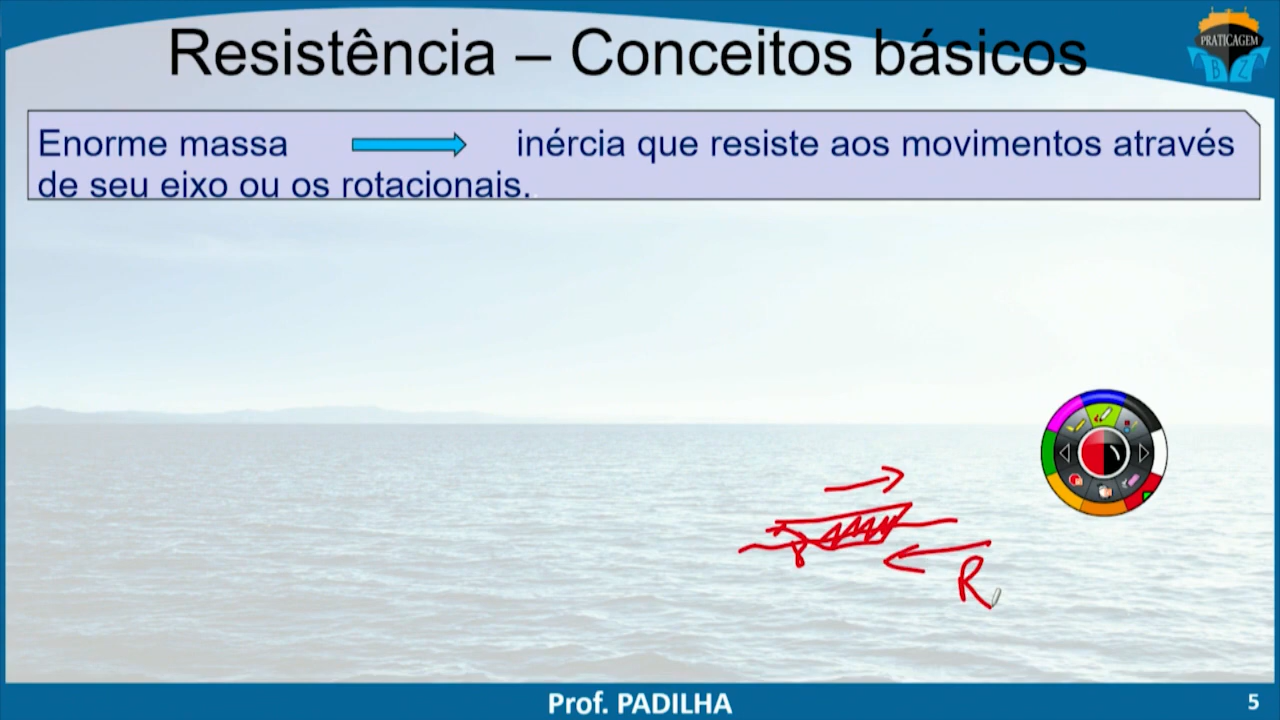 Resistência – Conceitos básicos
PRATICAGEM
B Z
Enorme massa inércia que resiste aos movimentos através
de seu eixo ou os rotacionais.
R
Prof. PADILHA
5